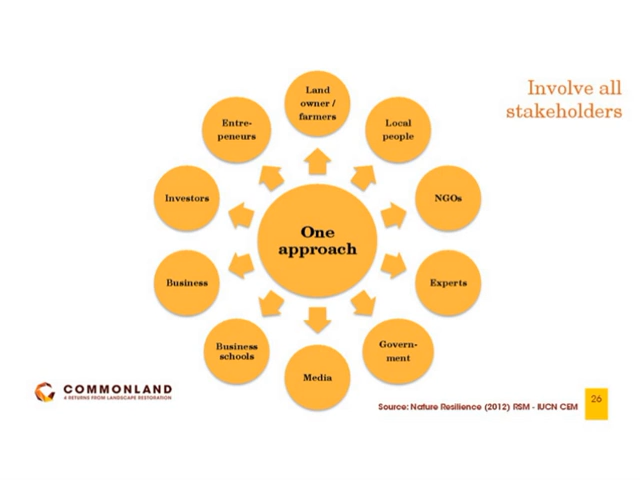 Involve all
stakeholders
Land
owner /
farmers
Local
people
NGOs
Experts
Govern-
ment
Media
Business
schools
Business
Investors
Entre-
peneurs
One
approach
COMMONLAND
4 RETURNS FROM LANDSCAPE RESTORATION
Source: Nature Resilience (2012) RSM - IUCN CEM
26